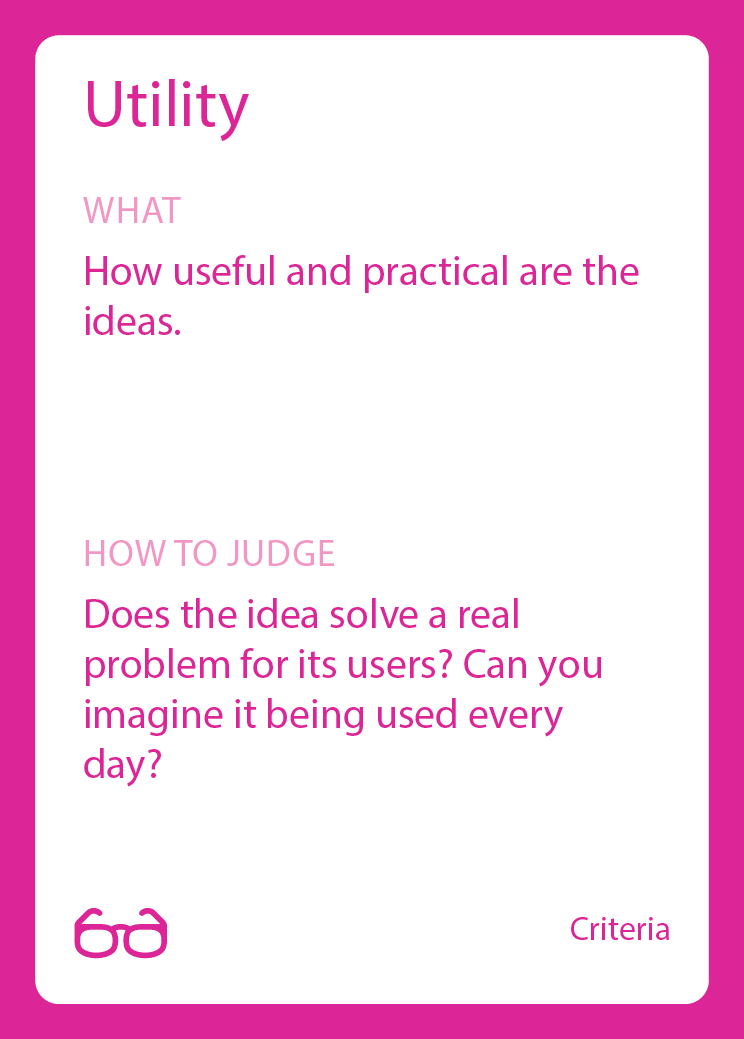 Utility
WHAT
How useful and practical are the
ideas.
HOW TO JUDGE
Does the idea solve a real
problem for its users? Can you
imagine it being used every
day?
Criteria